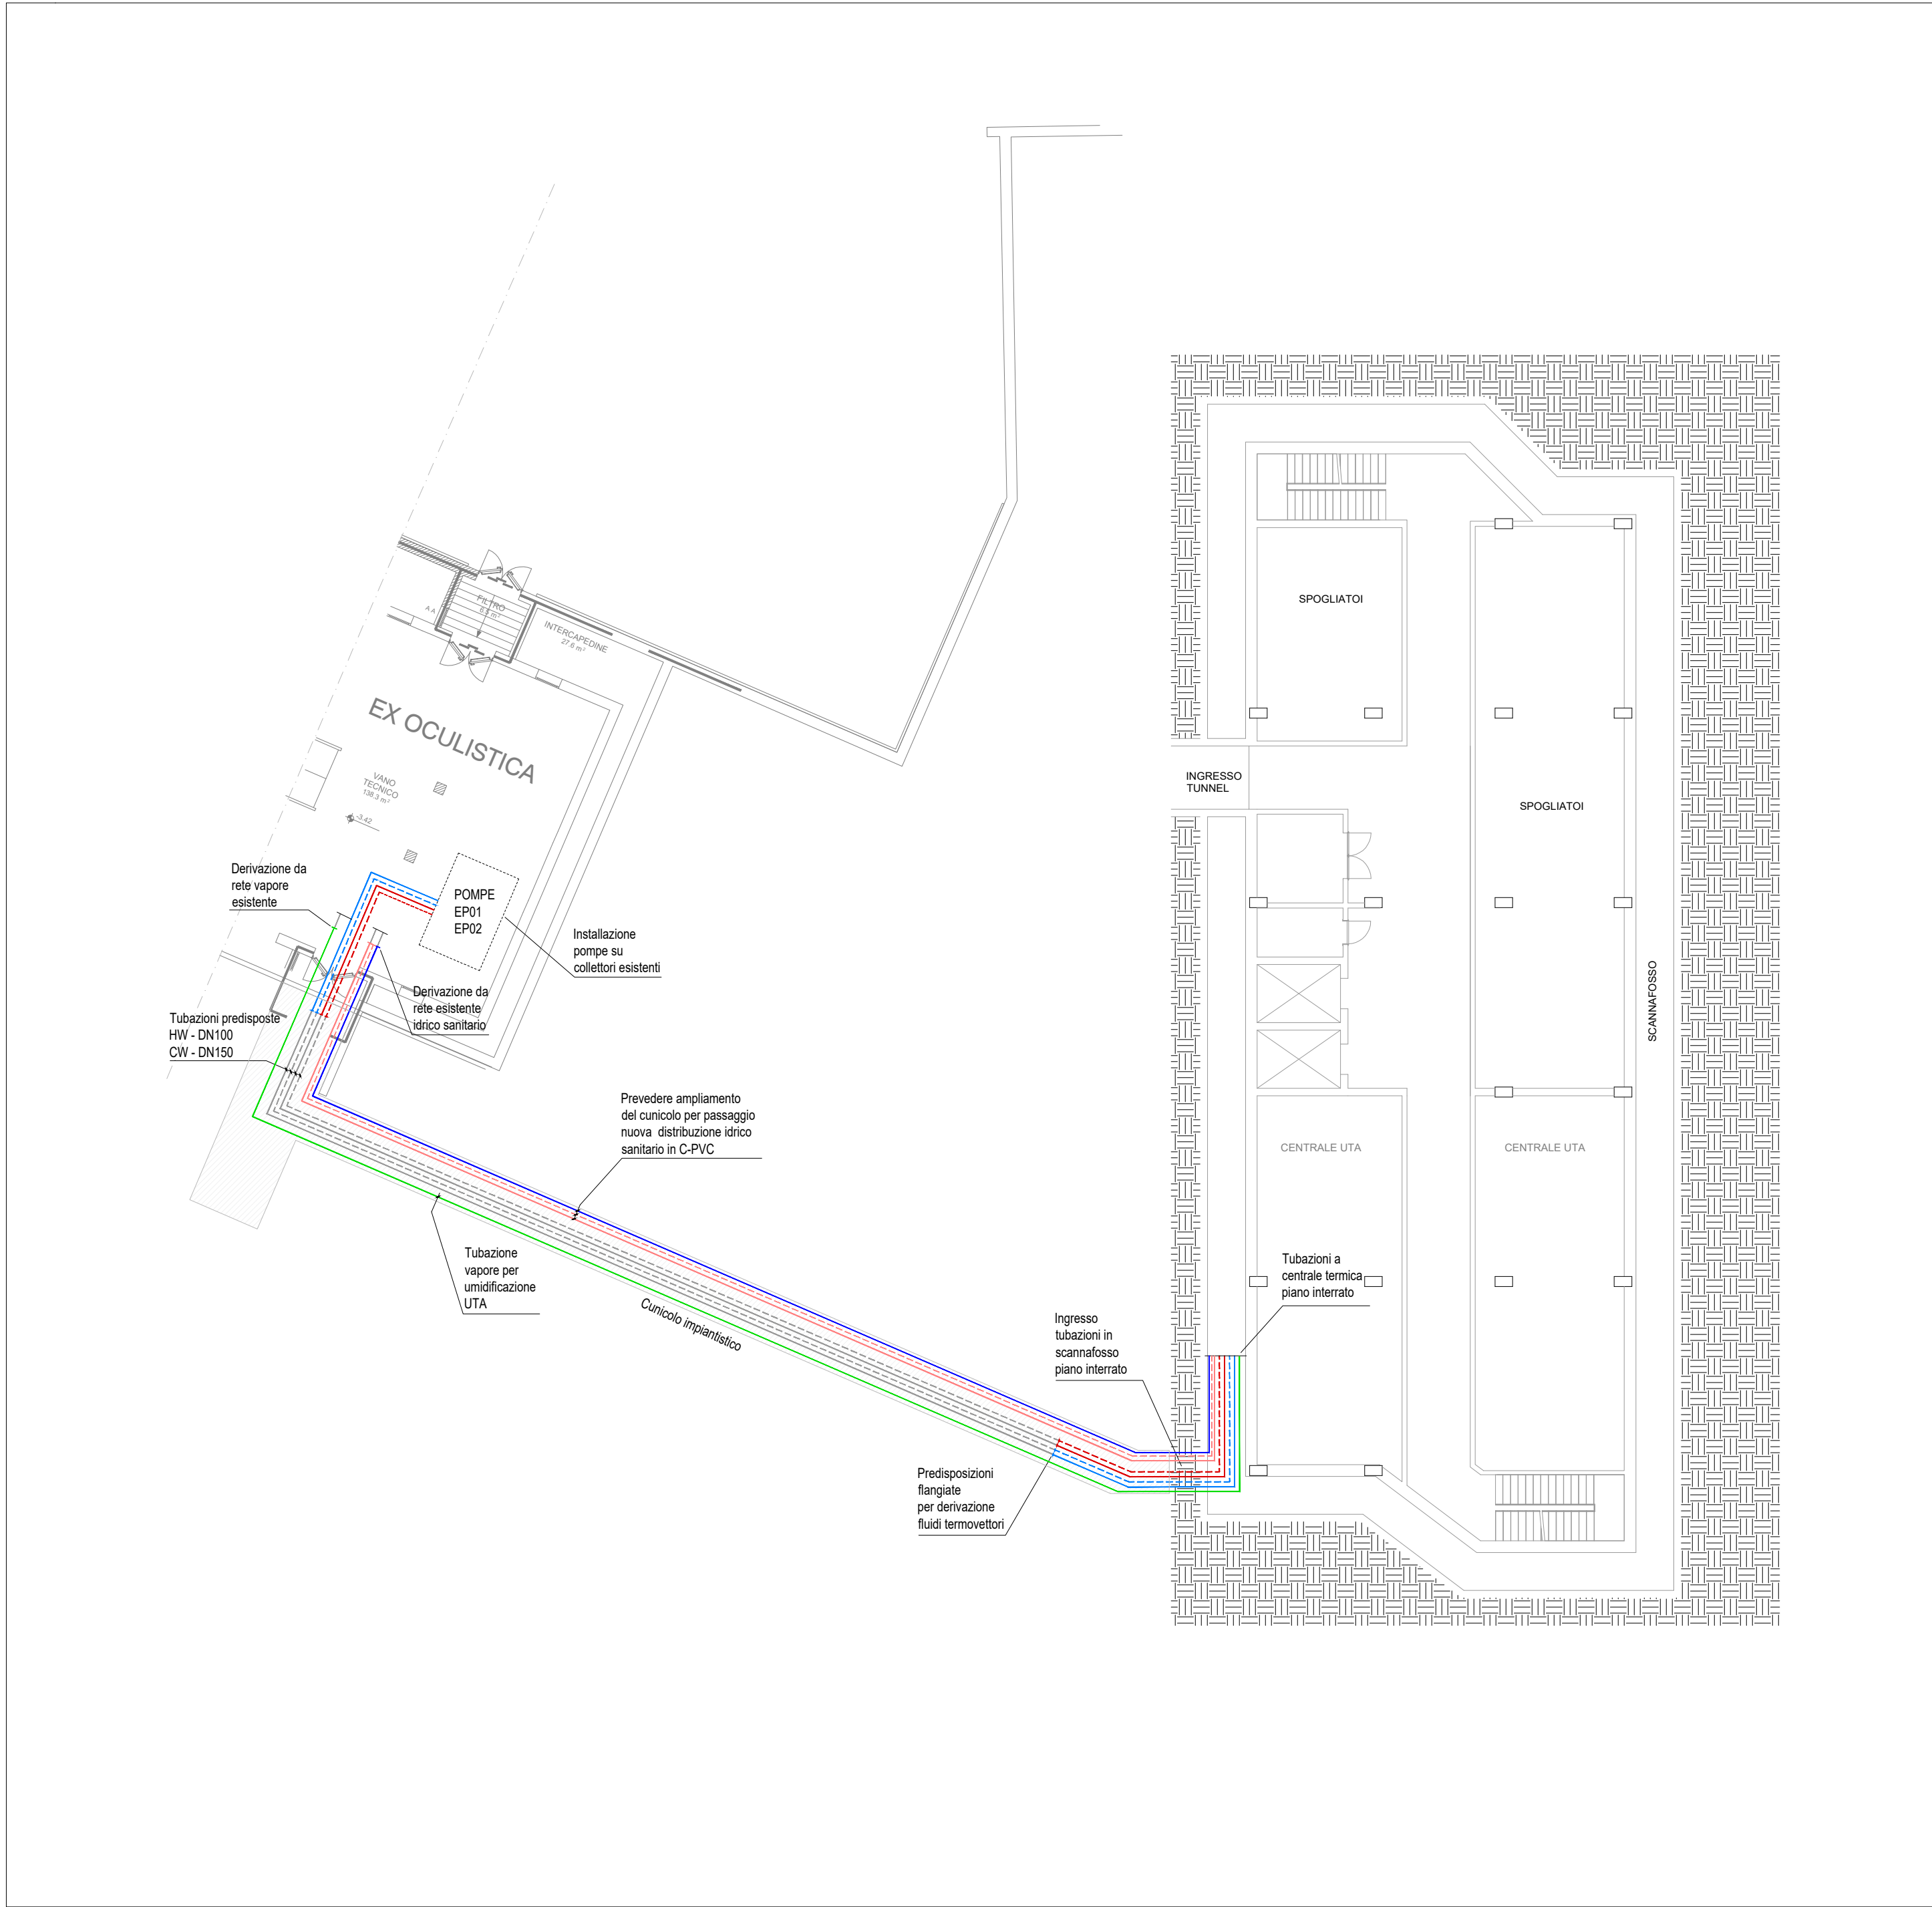 FILTRO
6.5 m²
A A
INTERCAPEDINE
27.6 m²
EX OCULISTICA
VANO
TECNICO
138.3 m²
-3.42
Derivazione da
rete vapore
esistente
POMPE
EP01
EP02
Installazione
pompe su
collettori esistenti
Derivazione da
rete esistente
idrico sanitario
Tubazioni predisposte
HW - DN100
CW - DN150
Prevedere ampliamento
del cunicolo per passaggio
nuova distribuzione idrico
sanitario in C-PVC
Tubazione
vapore per
umidificazione
UTA
Cunicolo impiantistico
Ingresso
tubazioni in
scannafosso
piano interrato
Tubazioni a
centrale termica
piano interrato
Predisposizioni
flangiate
per derivazione
fluidi termovettori
SPOGLIATOI
INGRESSO
TUNNEL
SPOGLIATOI
SCANNAFOSSO
CENTRALE UTA
CENTRALE UTA